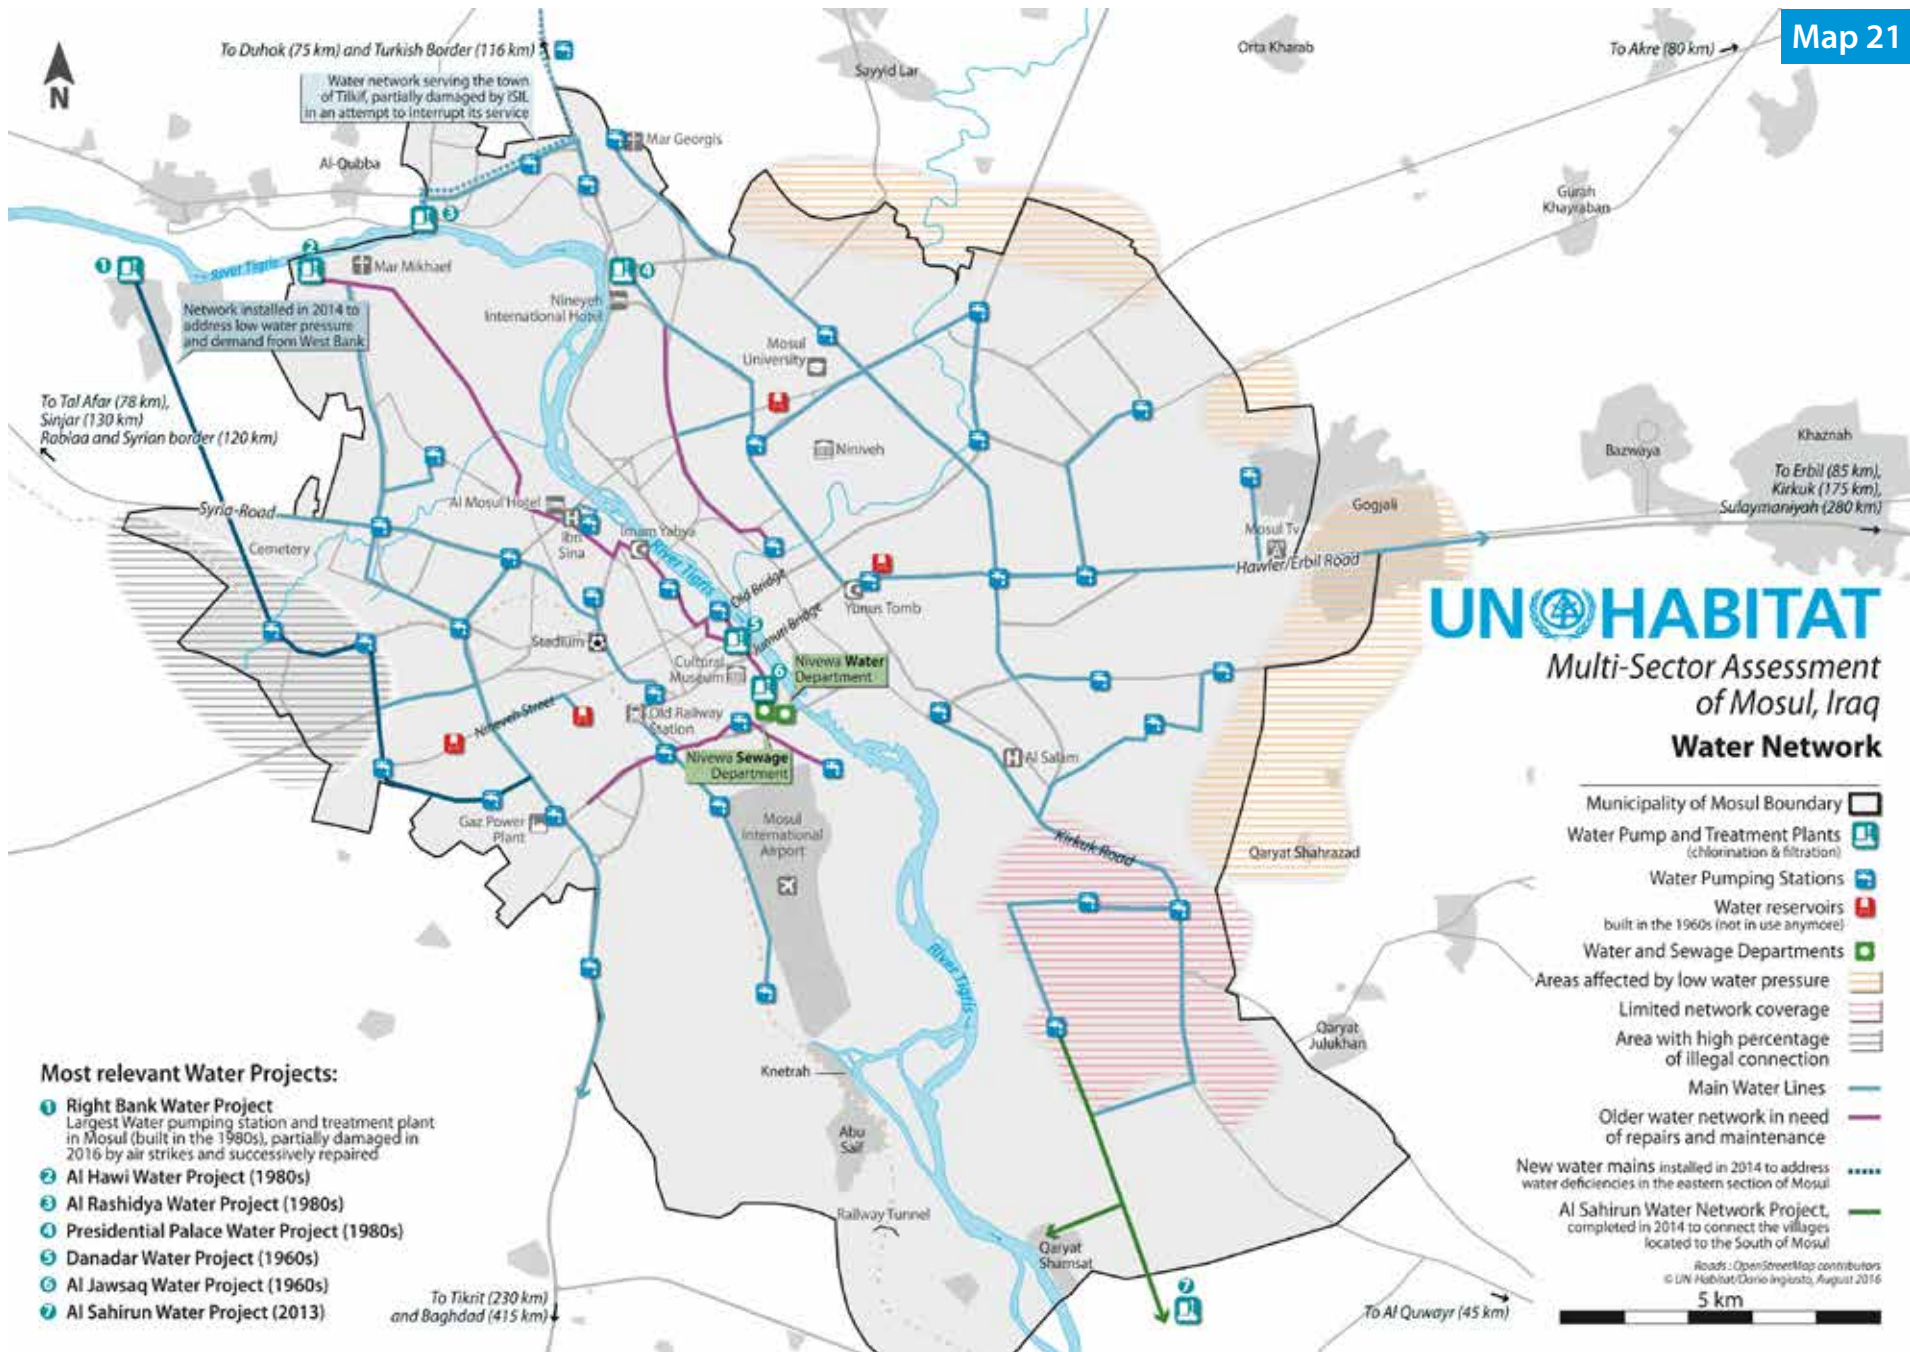 Map 21
To Duhok (75 km) and Turkish Border (116 km)
Water network serving the town
of Tilkif, partially damaged by ISIL
in an attempt to interrupt its service
N
Sayyid Lar
Orta Kharab
To Akre (80 km)
Mar Georgis
Al-Qubba
Gurah
Khayraban
3
2
1
4
River Tigris
Mar Mikhael
Nineveh
International Hotel
Network installed in 2014 to
address low water pressure
and demand from West Bank
Mosul
University
To Tal Afar (78 km),
Sinjar (130 km)
Rabiaa and Syrian border (120 km)
Niniveh
Bazwaya
Khaznah
To Erbil (85 km),
Kirkuk (175 km),
Sulaymaniyah (280 km)
Gogjali
Syria Road
Al Mosul Hotel
Ibn
Sina
Imam Yahya
Mosul Tv
Cemetery
River Tigris
Old Bridge
Hawler/Erbil Road
Yunus Tomb
5
Jumuri Bridge
Stadium
Cultural
Museum
6
Nivewa Water
Department
Nineveh Street
Old Railway
Station
Nivewa Sewage
Department
Al Salam
Gaz Power
Plant
Mosul
International
Airport
Kirkuk Road
Qaryat Shahrazad
River Tigris
Qaryat
Julukhan
Knetrah
Abu
Saif
Railway Tunnel
Qaryat
Shamsat
7
To Tikrit (230 km)
and Baghdad (415 km)
To Al Quwayr (45 km)
UN HABITAT
Multi-Sector Assessment
of Mosul, Iraq
Water Network
Municipality of Mosul Boundary
Water Pump and Treatment Plants
(chlorination & filtration)
Water Pumping Stations
Water reservoirs
built in the 1960s (not in use anymore)
Water and Sewage Departments
Areas affected by low water pressure
Limited network coverage
Area with high percentage
of illegal connection
Main Water Lines
Older water network in need
of repairs and maintenance
New water mains installed in 2014 to address
water deficiencies in the eastern section of Mosul
Al Sahirun Water Network Project,
completed in 2014 to connect the villages
located to the South of Mosul
Roads : OpenStreetMap contributors
© UN-Habitat/Dario Ingiusto, August 2016
5 km
Most relevant Water Projects:
1 Right Bank Water Project
Largest Water pumping station and treatment plant
in Mosul (built in the 1980s), partially damaged in
2016 by air strikes and successively repaired
2 Al Hawi Water Project (1980s)
3 Al Rashidya Water Project (1980s)
4 Presidential Palace Water Project (1980s)
5 Danadar Water Project (1960s)
6 Al Jawsaq Water Project (1960s)
7 Al Sahirun Water Project (2013)